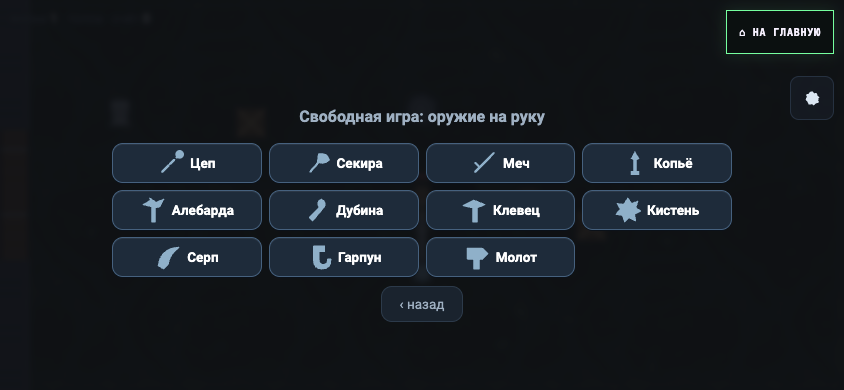 ⌂ НА ГЛАВНУЮ
Свободная игра: оружие на руку
Цеп
Секира
Меч
Копьё
Алебарда
Дубина
Клевец
Кистень
Серп
Гарпун
Молот
‹ назад